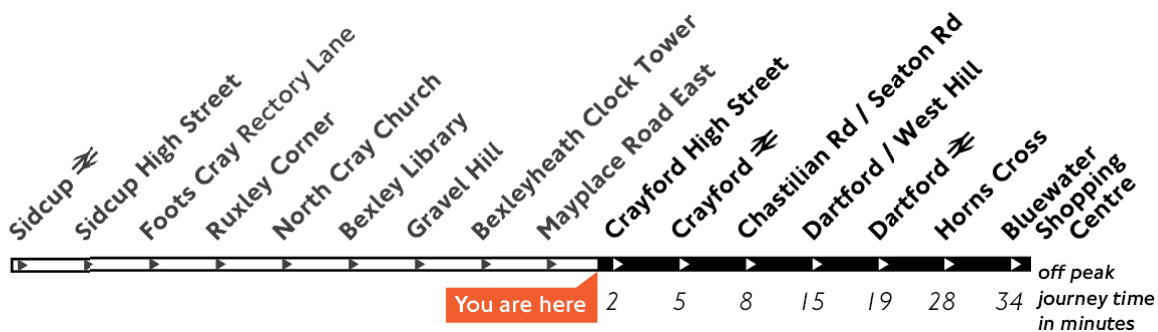 Sidcup
Sidcup High Street
Foots Cray Rectory Lane
Ruxley Corner
North Cray Church
Bexley Library
Gravel Hill
Bexleyheath Clock Tower
Mayplace Road East
Crayford High Street
Crayford
Chastilian Rd / Seaton Rd
Dartford / West Hill
Dartford
Horns Cross
Bluewater
Shopping
Centre
You are here
2 5 8 15 19 28 34
off peak
journey time
in minutes